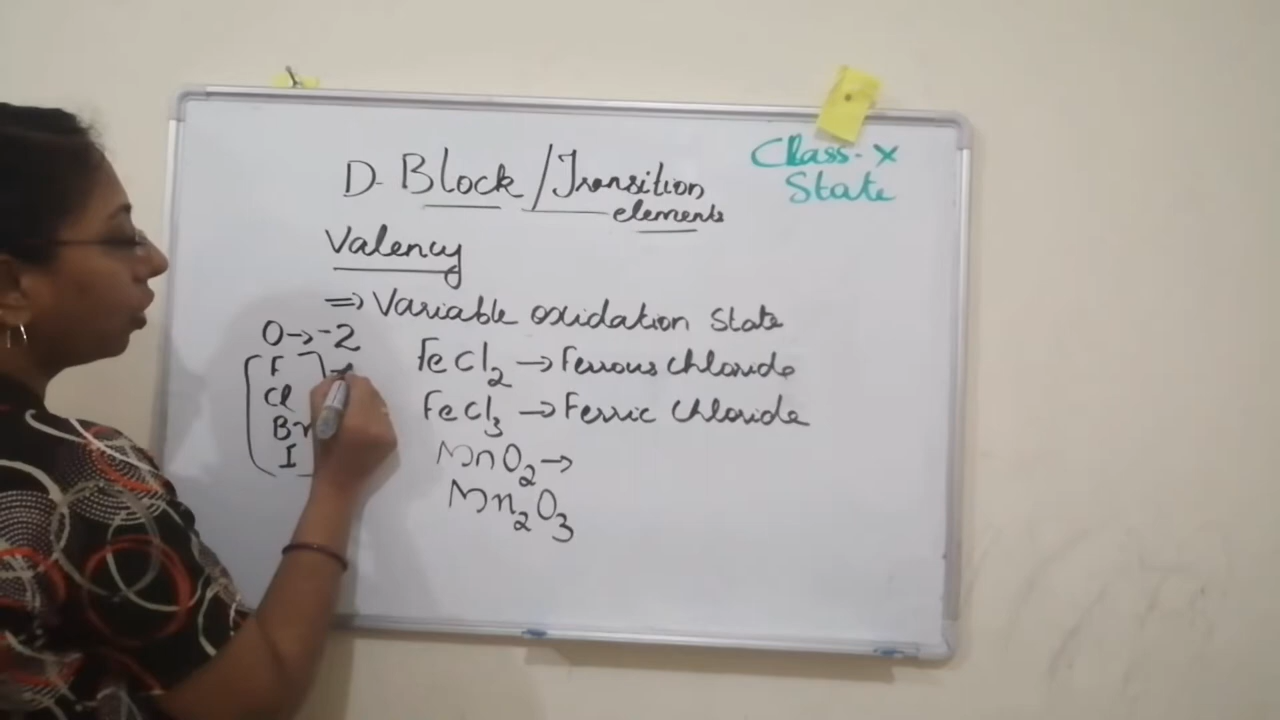 Class-X
State
D-Block/Transition
elements
Valency
⇒ Variable oxidation State
O→-2
F
Cl
Br
I
FeCl2 → Ferrous chloride
FeCl3 → Ferric Chloride
MnO2→
Mn2O3